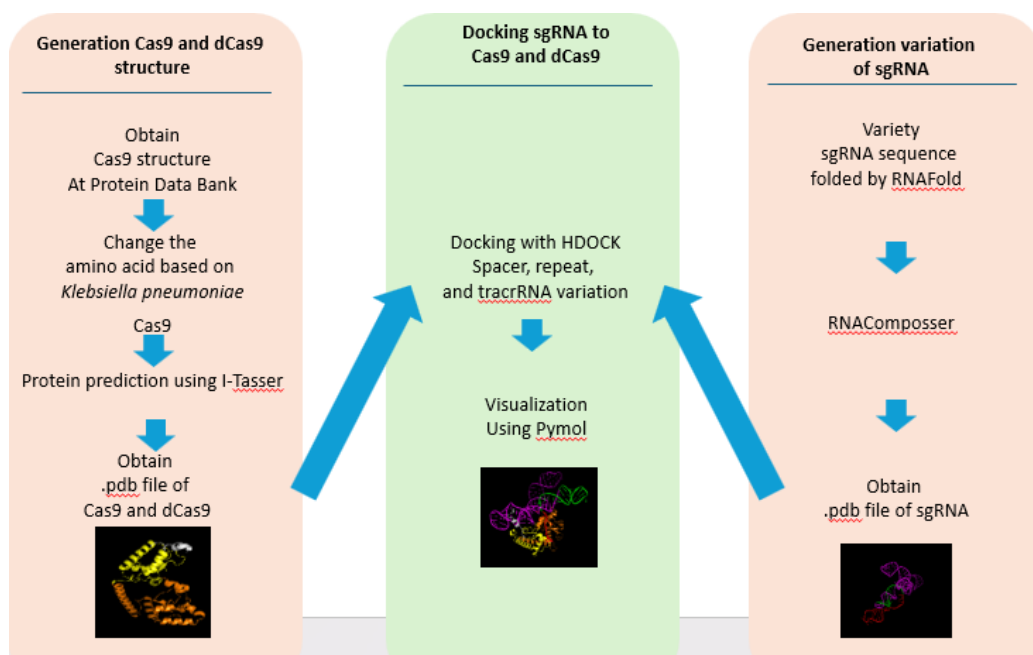 Generation Cas9 and dCas9
structure
Obtain
Cas9 structure
At Protein Data Bank
Change the
amino acid based on
Klebsiella pneumoniae
Cas9
Protein prediction using I-Tasser
Obtain
.pdb file of
Cas9 and dCas9
Docking sgRNA to
Cas9 and dCas9
Docking with HDOCK
Spacer, repeat,
and tracrRNA variation
Visualization
Using Pymol
Generation variation
of sgRNA
Variety
sgRNA sequence
folded by RNAFold
RNAComposser
Obtain
.pdb file of sgRNA